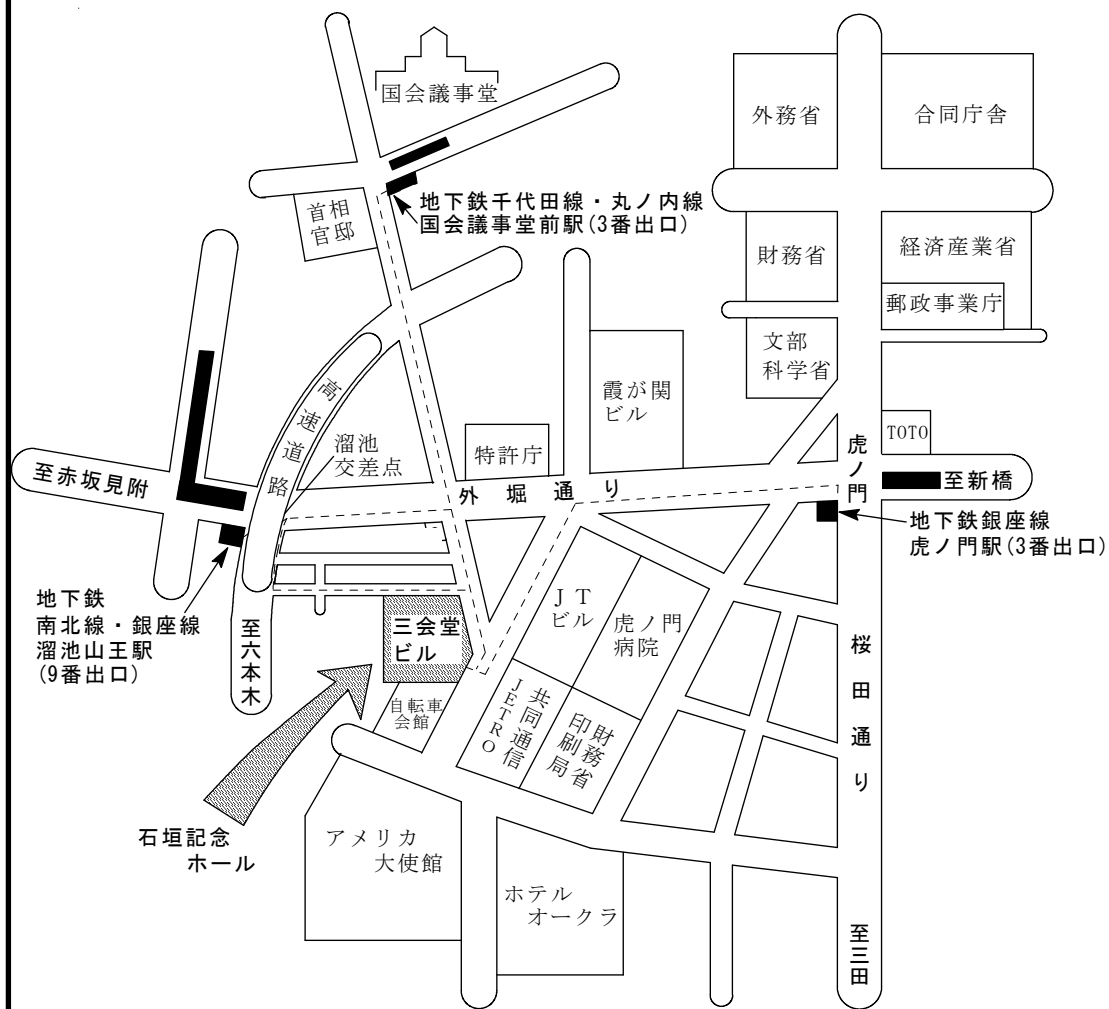 国会議事堂
外務省
合同庁舎
地下鉄千代田線・丸ノ内線
国会議事堂前駅(3番出口)
首相
官邸
財務省
経済産業省
郵政事業庁
文部
科学省
高速道路
霞が関
ビル
溜池
交差点
特許庁
TOTO
虎ノ門
至赤坂見附
外堀通り
至新橋
地下鉄銀座線
虎ノ門駅(3番出口)
地下鉄
南北線・銀座線
溜池山王駅
(9番出口)
至六本木
三会堂
ビル
JT
ビル
虎ノ門
病院
桜田通り
自転車
会館
共同通信
JETRO
財務省
印刷局
石垣記念
ホール
アメリカ
大使館
ホテル
オークラ
至三田